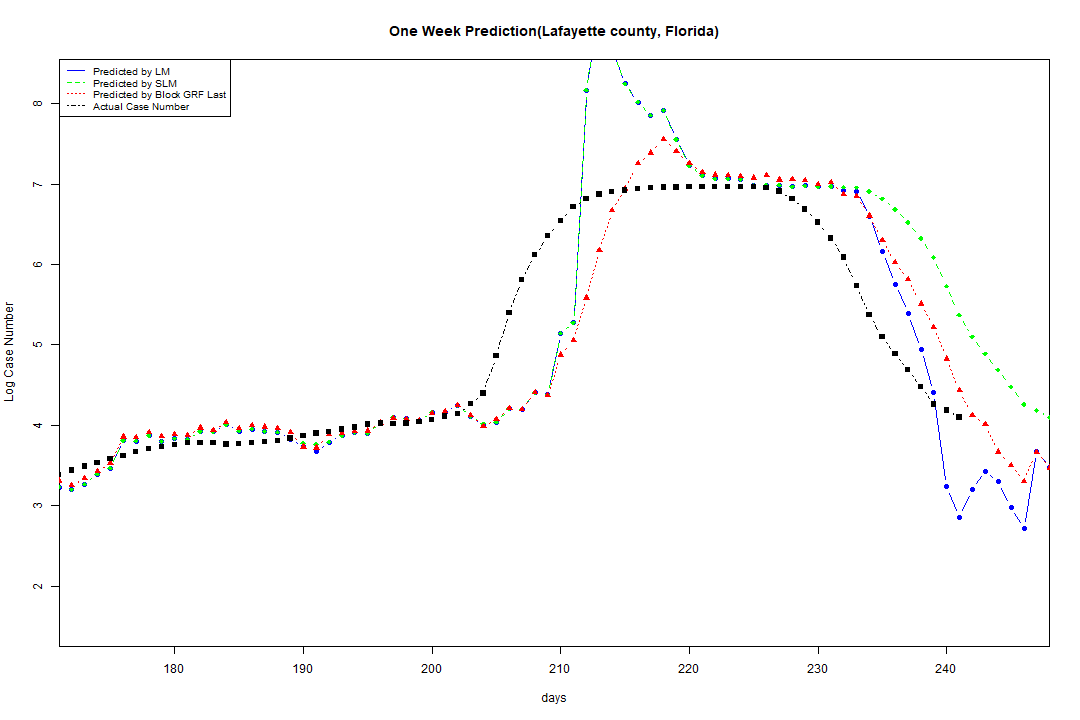 One Week Prediction(Lafayette county, Florida)
Predicted by LM
Predicted by SLM
Predicted by Block GRF Last
Actual Case Number
8
7
6
5
4
3
2
Log Case Number
180 190 200 210 220 230 240
days